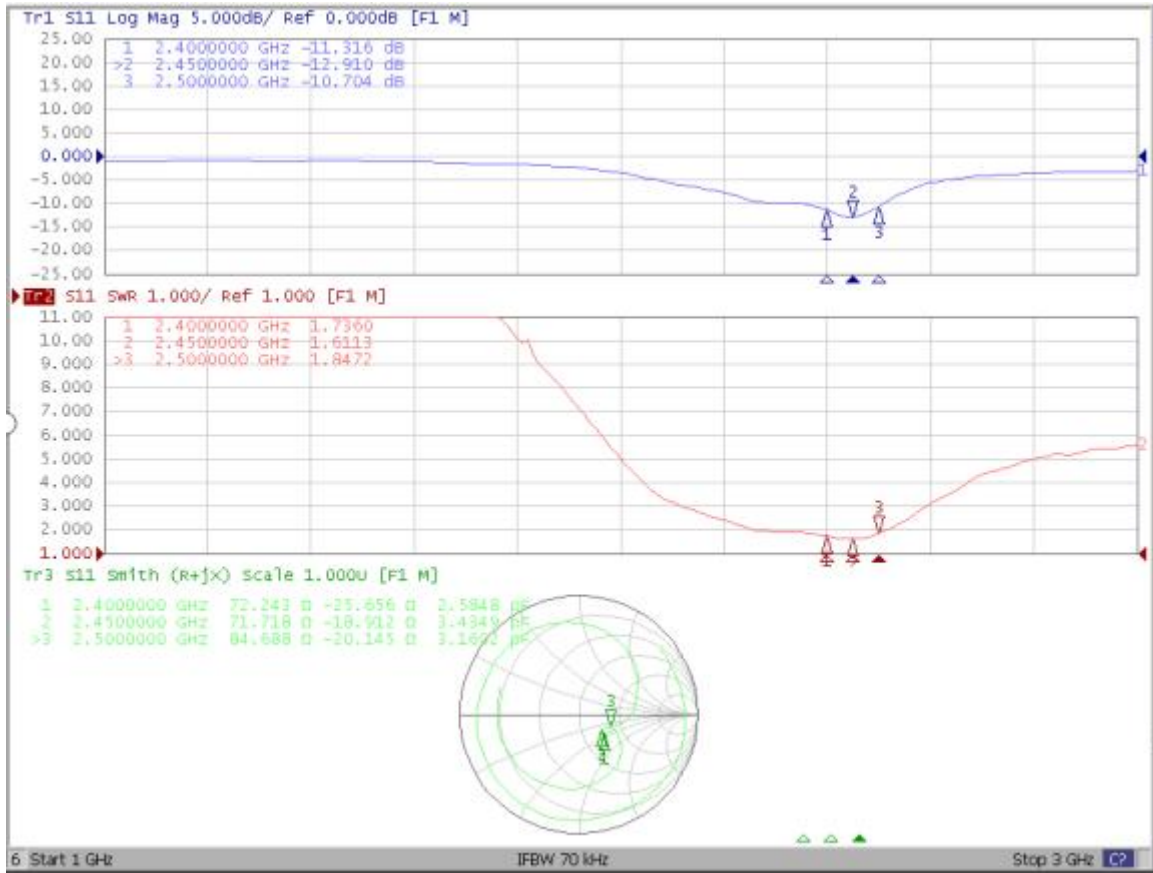 Tr1 S11 Log Mag 5.000dB/ Ref 0.000dB [F1 M]
25.00
1 2.4000000 GHz -11.316 dB
20.00
>2 2.4500000 GHz -12.910 dB
15.00
3 2.5000000 GHz -10.704 dB
10.00
5.000
0.000
-5.000
1
-10.00
2
-15.00
1
3
-20.00
-25.00
Tr2 S11 SWR 1.000/ Ref 1.000 [F1 M]
11.00
1 2.4000000 GHz 1.7360
10.00
2 2.4500000 GHz 1.6113
9.000
>3 2.5000000 GHz 1.8472
8.000
7.000
6.000
5.000
2
4.000
3.000
3
2.000
1.000
Tr3 S11 Smith (R+jX) Scale 1.000U [F1 M]
1 2.4000000 GHz 72.243 Ω -25.656 Ω 2.5848 pF
2 2.4500000 GHz 71.718 Ω -18.912 Ω 3.4349 pF
>3 2.5000000 GHz 84.688 Ω -20.145 Ω
3
6 Start 1 GHz
IFBW 70 kHz
Stop 3 GHz
C?